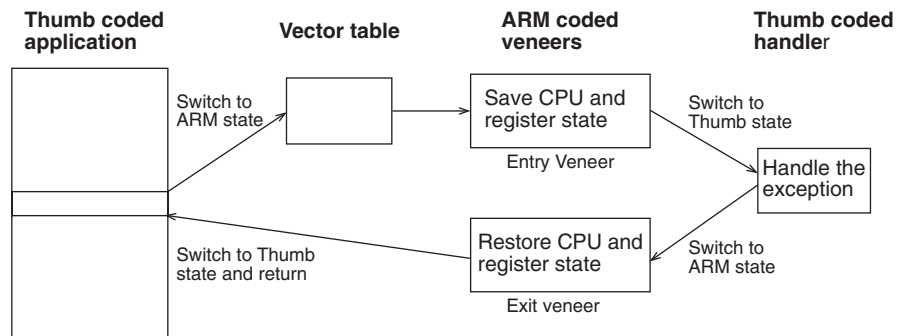 Thumb coded
application
Vector table
ARM coded
veneers
Thumb coded
handler
Switch to
ARM state
Save CPU and
register state
Entry Veneer
Switch to
Thumb state
Handle the
exception
Switch to
ARM state
Restore CPU and
register state
Exit veneer
Switch to Thumb
state and return